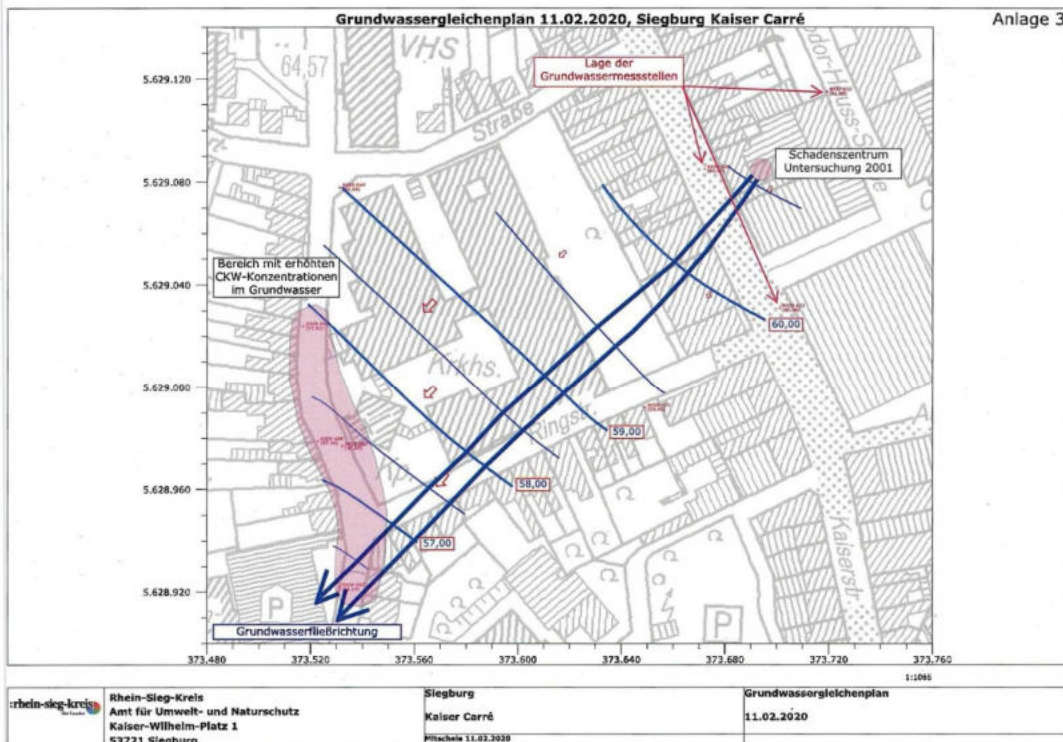 Grundwassergleichenplan 11.02.2020, Siegburg Kaiser Carré
Anlage 3
5.629.120
5.629.080
5.629.040
5.629.000
5.628.960
5.628.920
64,57
VHS
Straße
Lage der
Grundwassermessstellen
Schadenszentrum
Untersuchung 2001
Bereich mit erhöhten
CKW-Konzentrationen
im Grundwasser
60,00
Krkhs.
Ringstr.
59,00
Kp.
58,00
57,00
Kaiserstr.
P
P
Grundwasserfließrichtung
373.480
373.520
373.560
373.600
373.640
373.680
373.720
373.760
1:1066
rhein-sieg-kreis
Rhein-Sieg-Kreis
Amt für Umwelt- und Naturschutz
Kaiser-Wilhelm-Platz 1
53721 Siegburg
Siegburg
Kaiser Carré
Mitschele 11.02.2020
Grundwassergleichenplan
11.02.2020